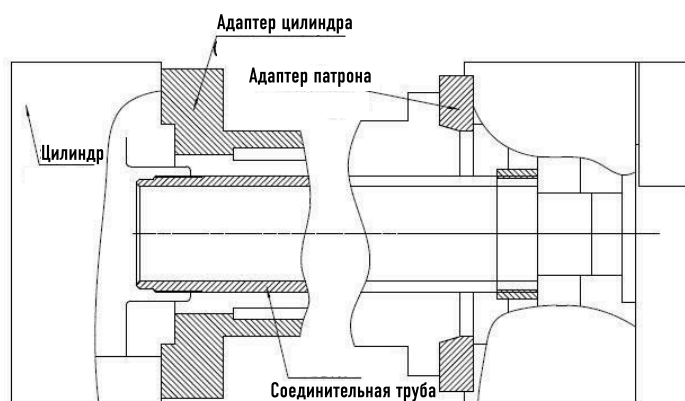 Адаптер цилиндра
Адаптер патрона
Цилиндр
Соединительная труба